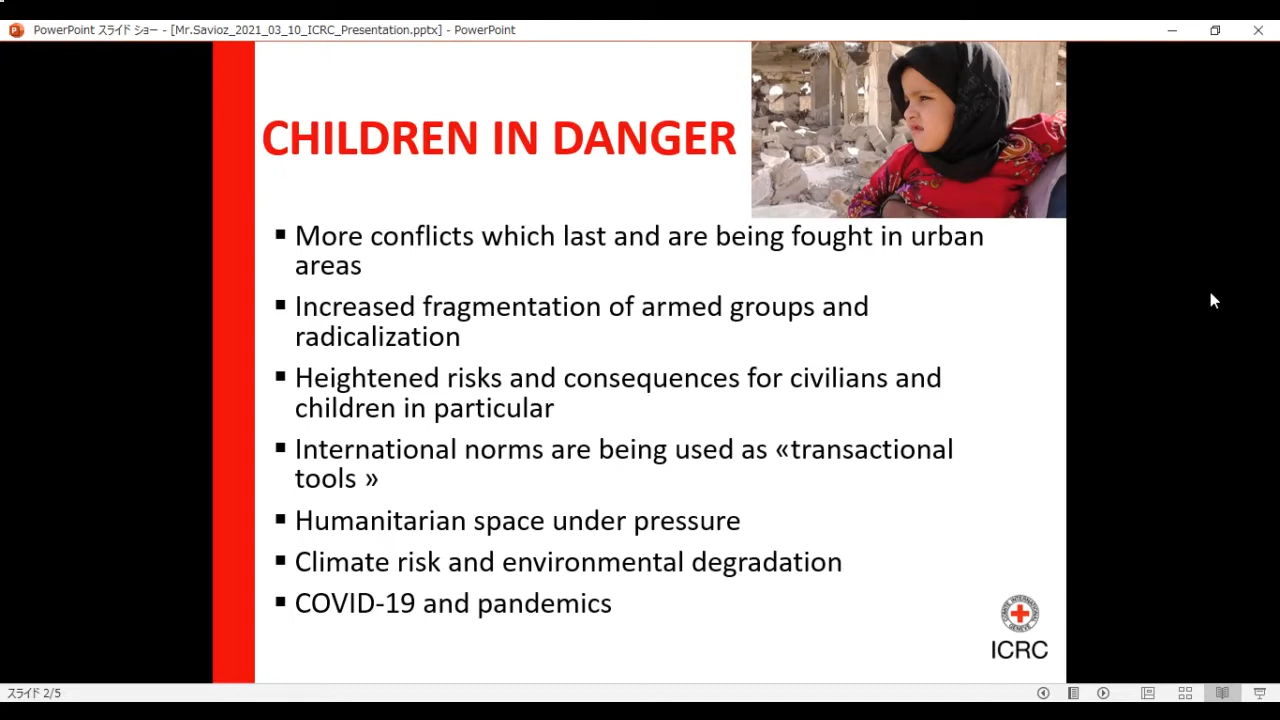 PowerPoint スライド ショー - [Mr.Savioz_2021_03_10_ICRC_Presentation.pptx] - PowerPoint
CHILDREN IN DANGER
▪ More conflicts which last and are being fought in urban
areas
▪ Increased fragmentation of armed groups and
radicalization
▪ Heightened risks and consequences for civilians and
children in particular
▪ International norms are being used as «transactional
tools »
▪ Humanitarian space under pressure
▪ Climate risk and environmental degradation
▪ COVID-19 and pandemics
COMITE INTERNATIONAL
GENEVE
ICRC
スライド 2/5